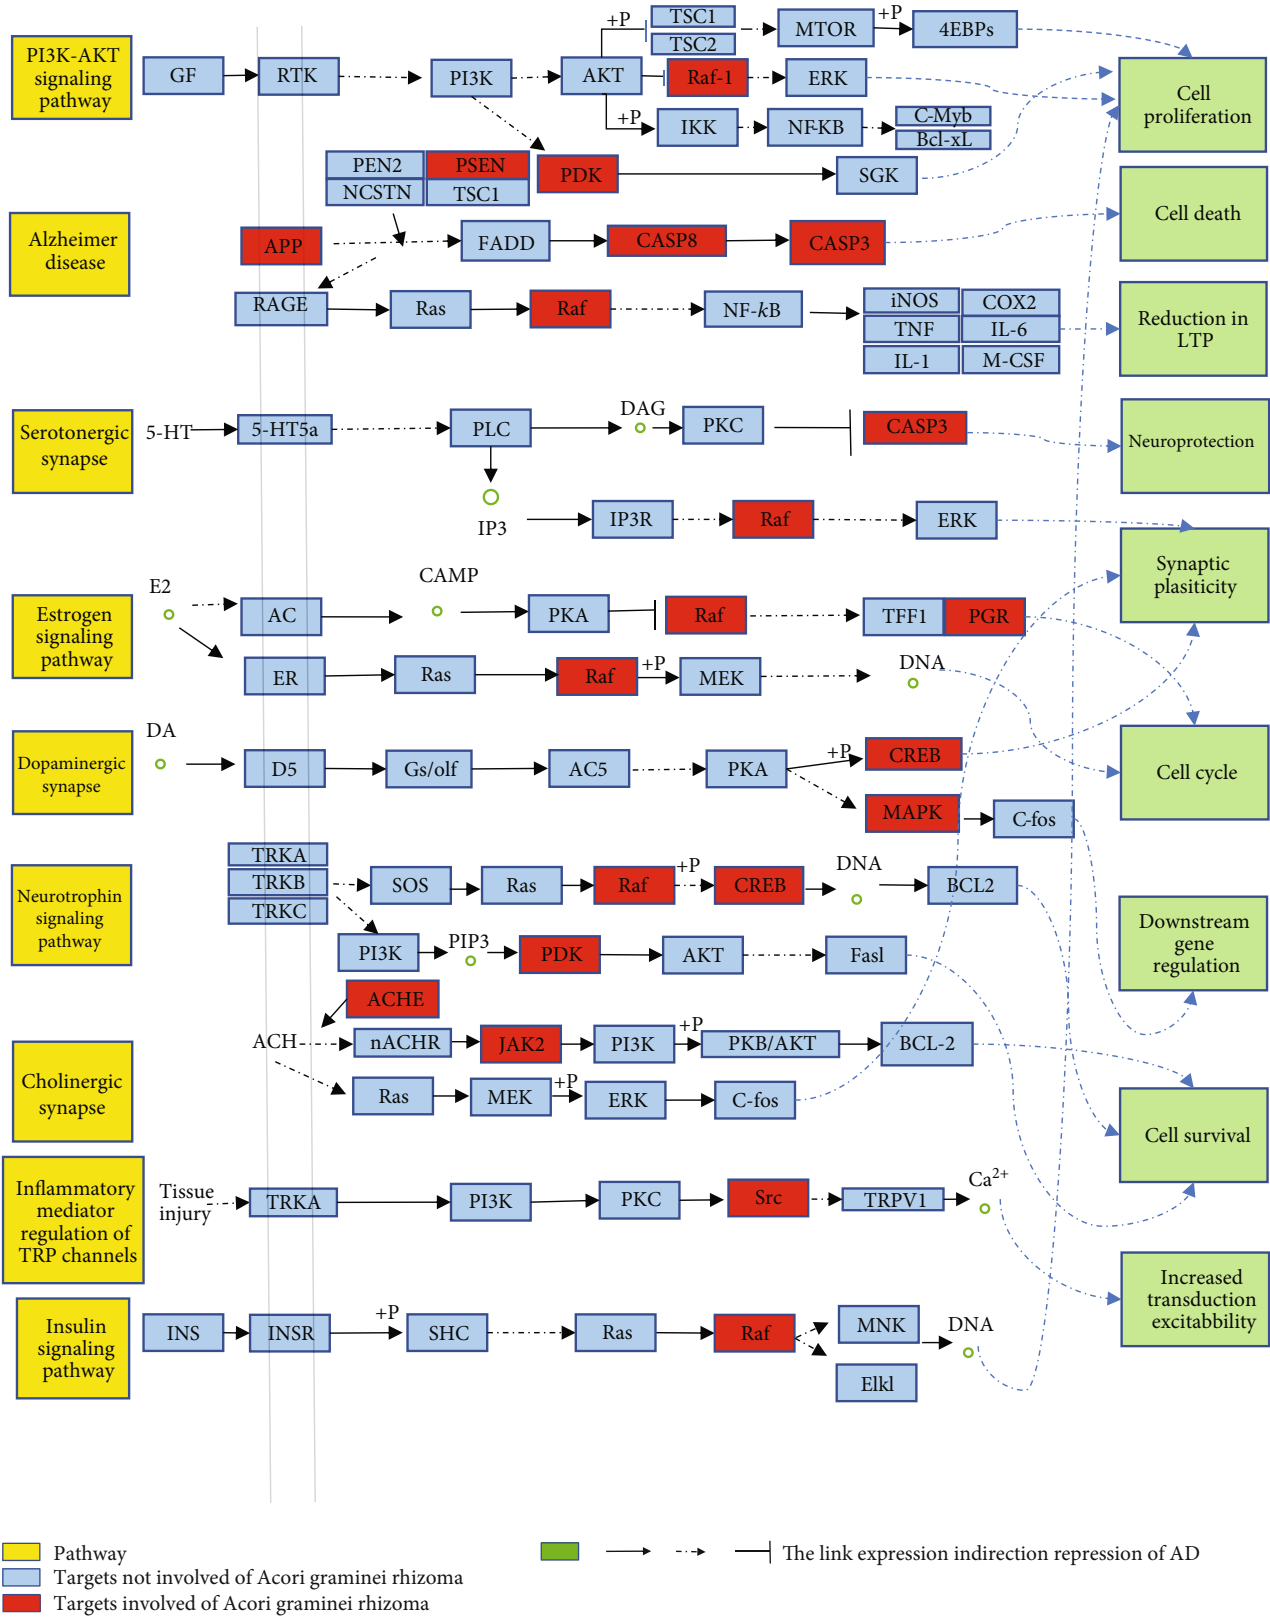 PI3K-AKT
signaling
pathway
GF
RTK
PI3K
AKT
+P
TSC1
TSC2
MTOR
+P
4EBPs
Raf-1
ERK
+P
IKK
NF-KB
C-Myb
Bcl-xL
PDK
SGK
Cell
proliferation
Alzheimer
disease
PEN2
PSEN
NCSTN
TSC1
APP
FADD
CASP8
CASP3
Cell death
RAGE
Ras
Raf
NF-kB
iNOS
COX2
TNF
IL-6
IL-1
M-CSF
Reduction in
LTP
Serotonergic
synapse
5-HT
5-HT5a
PLC
DAG
PKC
CASP3
Neuroprotection
IP3
IP3R
Raf
ERK
Synaptic
plasiticity
Estrogen
signaling
pathway
E2
AC
CAMP
PKA
Raf
TFF1
PGR
ER
Ras
Raf
+P
MEK
DNA
Cell cycle
Dopaminergic
synapse
DA
D5
Gs/olf
AC5
PKA
+P
CREB
MAPK
C-fos
Neurotrophin
signaling
pathway
TRKA
TRKB
TRKC
SOS
Ras
Raf
+P
CREB
DNA
BCL2
PI3K
PIP3
PDK
AKT
Fasl
Downstream
gene
regulation
Cholinergic
synapse
ACHE
ACH
nACHR
JAK2
PI3K
+P
PKB/AKT
BCL-2
Ras
MEK
+P
ERK
C-fos
Cell survival
Inflammatory
mediator
regulation of
TRP channels
Tissue
injury
TRKA
PI3K
PKC
Src
TRPV1
Ca2+
Increased
transduction
excitabbility
Insulin
signaling
pathway
INS
INSR
+P
SHC
Ras
Raf
MNK
Elkl
DNA
Pathway
Targets not involved of Acori graminei rhizoma
Targets involved of Acori graminei rhizoma
The link expression indirection repression of AD